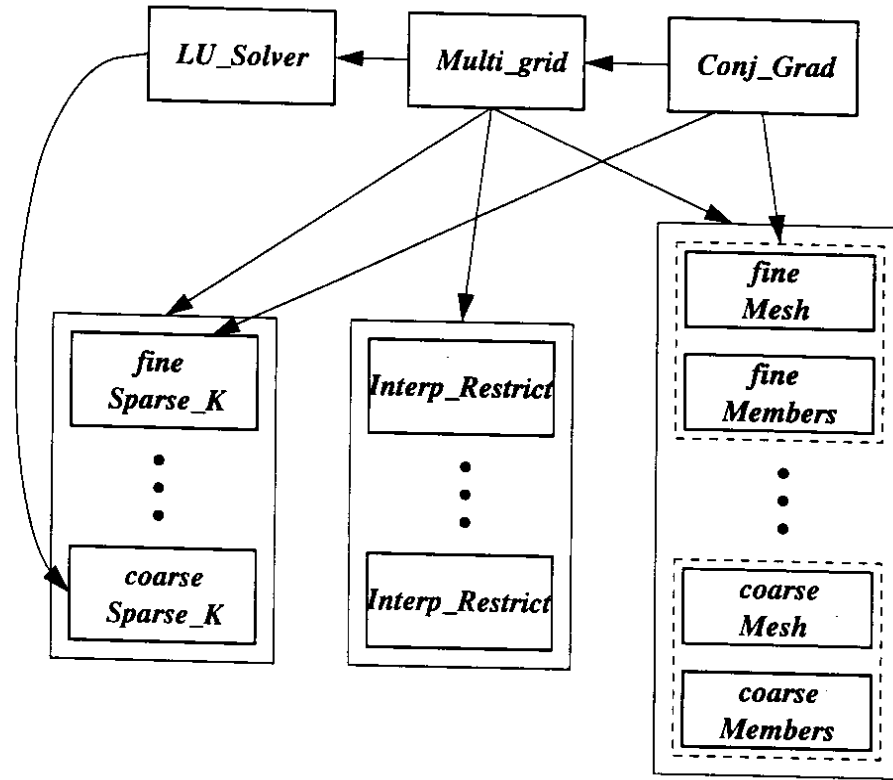 LU_Solver
Multi_grid
Conj_Grad
fine
Sparse_K
coarse
Sparse_K
Interp_Restrict
Interp_Restrict
fine
Mesh
fine
Members
coarse
Mesh
coarse
Members